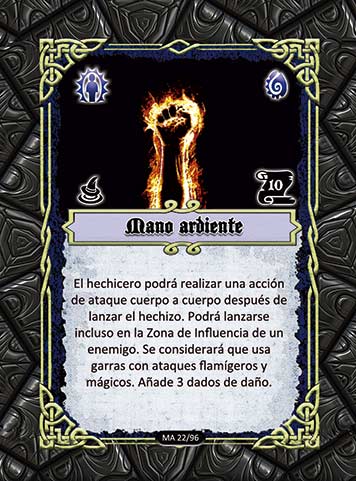 10
Mano ardiente
El hechicero podrá realizar una acción
de ataque cuerpo a cuerpo después de
lanzar el hechizo. Podrá lanzarse
incluso en la Zona de Influencia de un
enemigo. Se considerará que usa
garras con ataques flamígeros y
mágicos. Añade 3 dados de daño.
MA 22/96